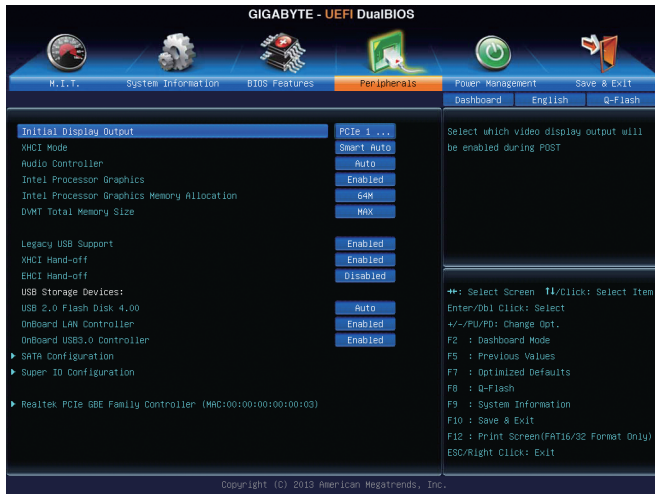 GIGABYTE - UEFI DualBIOS
M.I.T.
System Information
BIOS Features
Peripherals
Power Management
Save & Exit
Dashboard
English
Q-Flash
Initial Display Output PCIe 1 ...
XHCI Mode Smart Auto
Audio Controller Auto
Intel Processor Graphics Enabled
Intel Processor Graphics Memory Allocation 64M
DVMT Total Memory Size MAX
Legacy USB Support Enabled
XHCI Hand-off Enabled
EHCI Hand-off Disabled
USB Storage Devices:
USB 2.0 Flash Disk 4.00 Auto
OnBoard LAN Controller Enabled
OnBoard USB3.0 Controller Enabled
SATA Configuration
Super IO Configuration
Realtek PCIe GBE Family Controller (MAC:00:00:00:00:00:03)
Select which video display output will
be enabled during POST
→←: Select Screen ↑↓/Click: Select Item
Enter/Dbl Click: Select
+/-/PU/PD: Change Opt.
F2 : Dashboard Mode
F5 : Previous Values
F7 : Optimized Defaults
F8 : Q-Flash
F9 : System Information
F10 : Save & Exit
F12 : Print Screen(FAT16/32 Format Only)
ESC/Right Click: Exit
Copyright (C) 2013 American Megatrends, Inc.